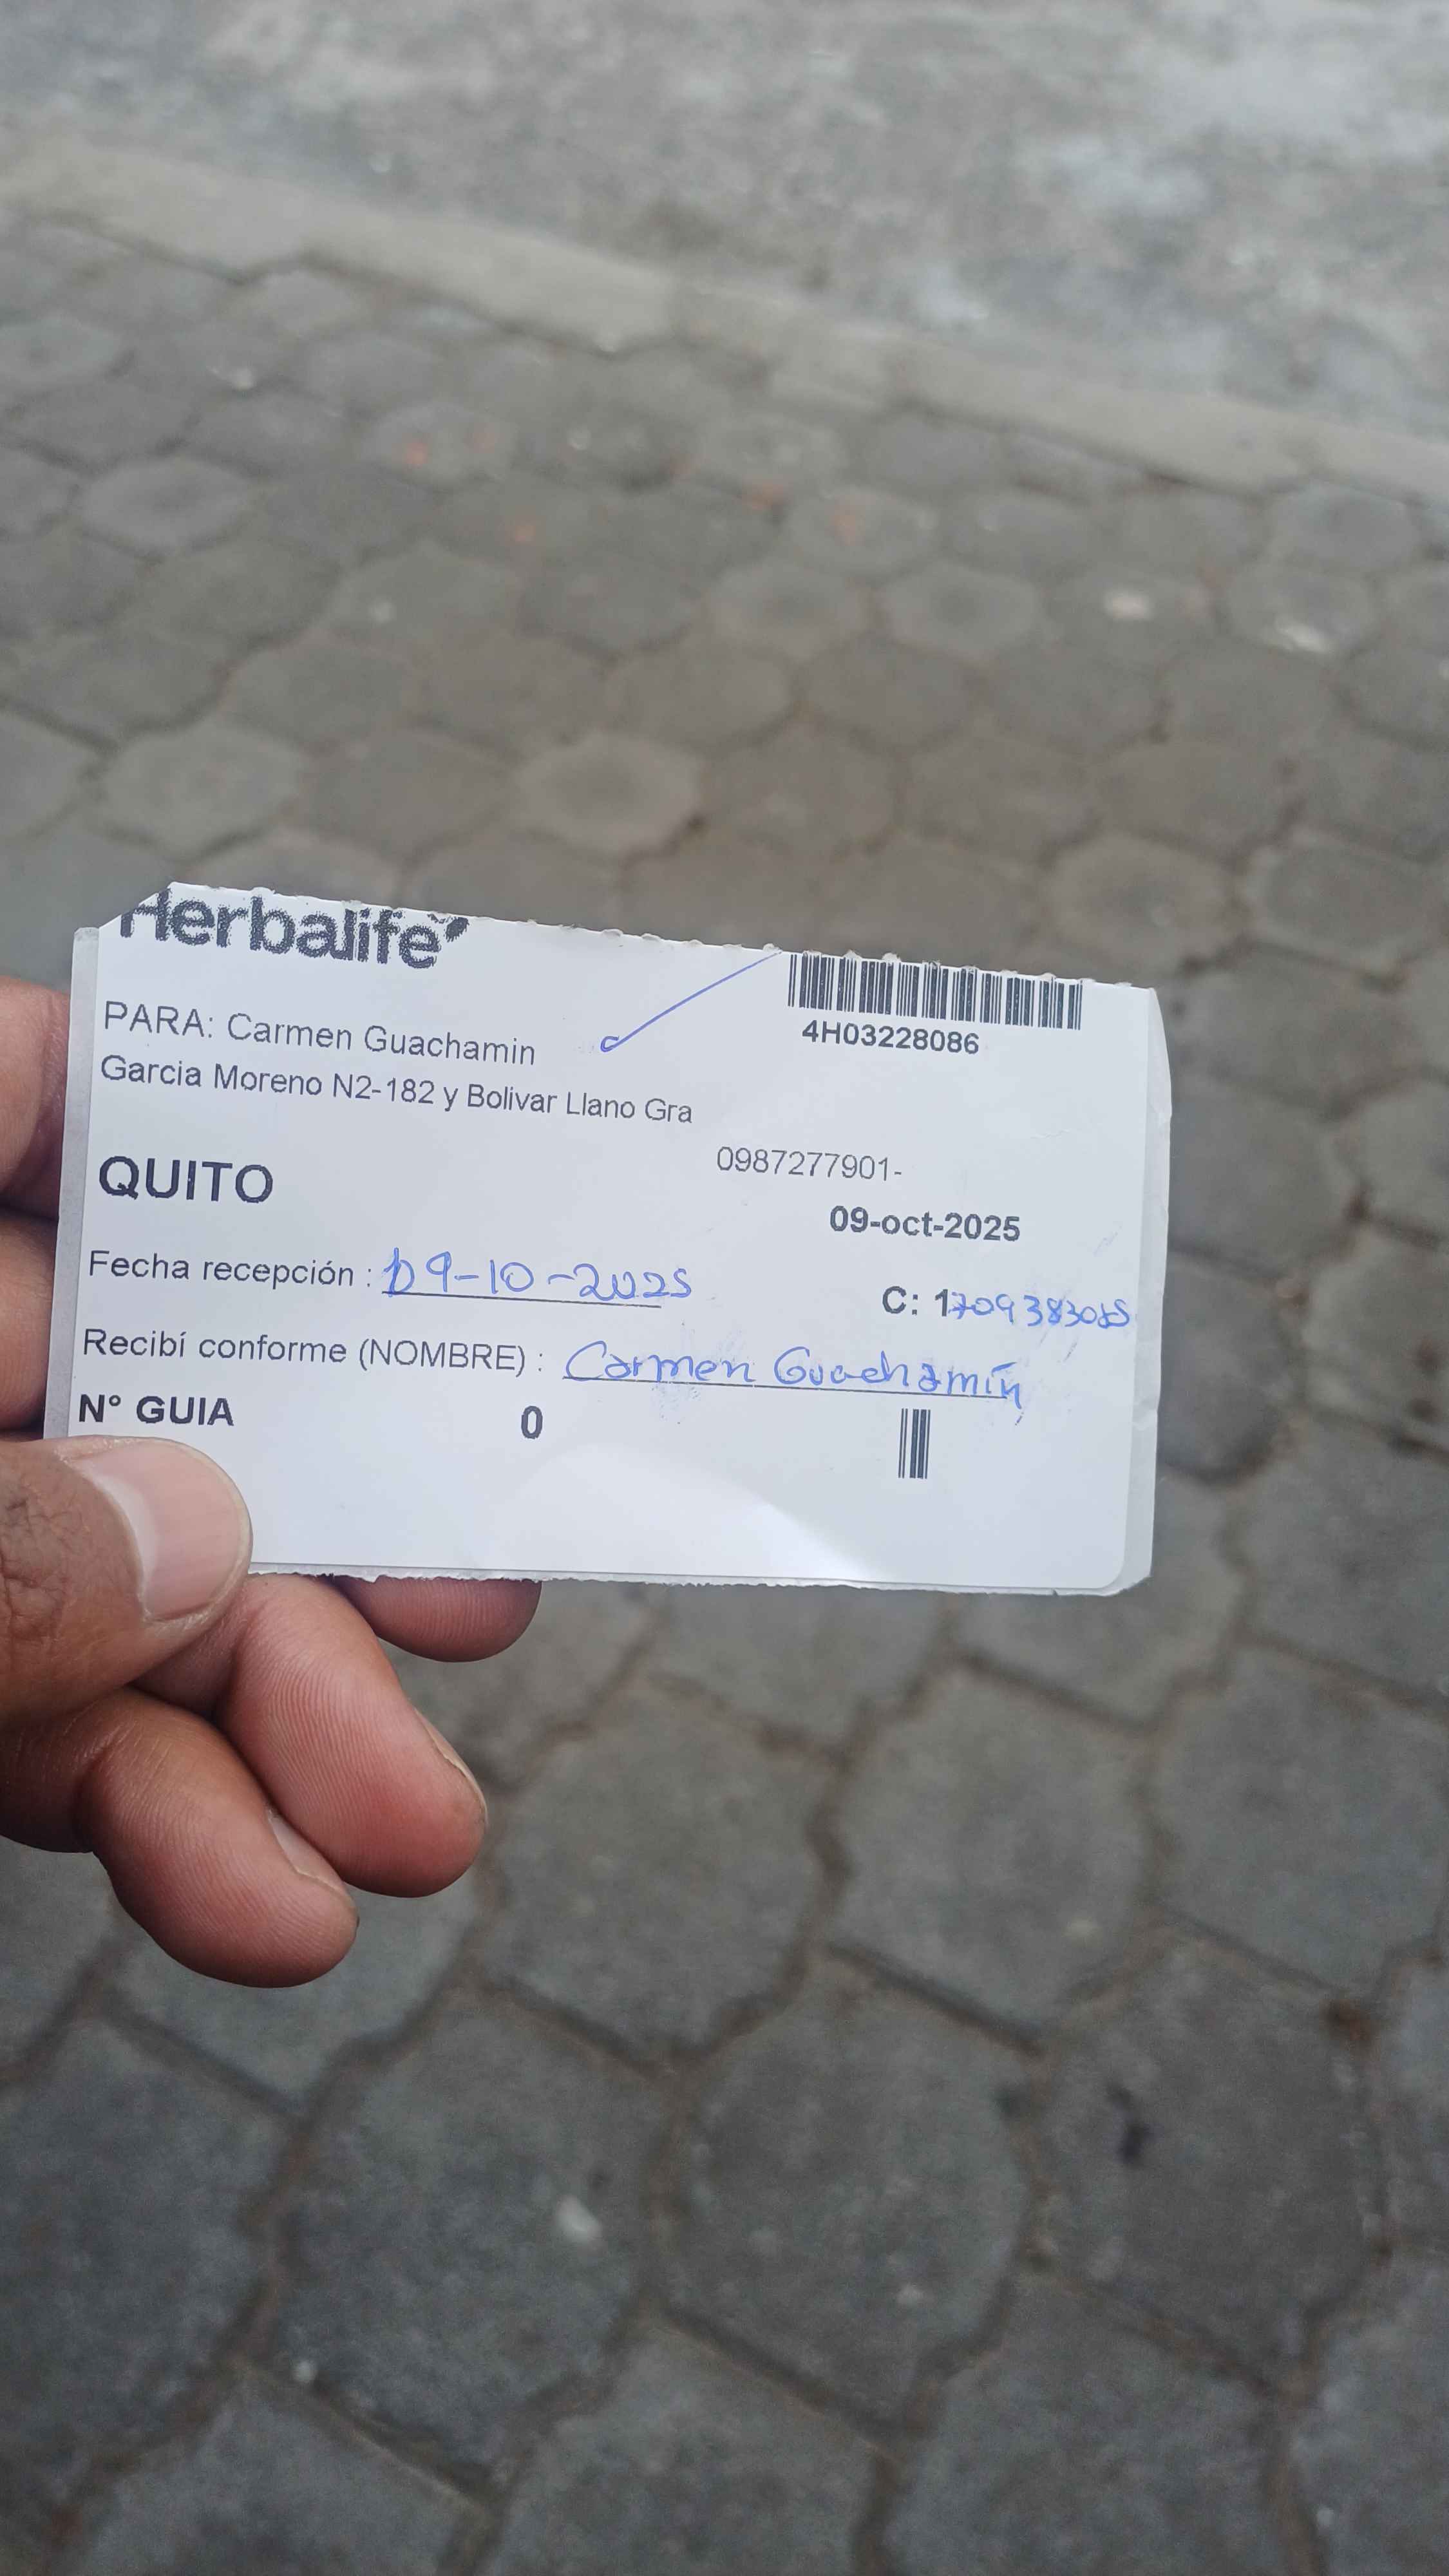 Herbalife
4H03228086
PARA: Carmen Guachamin
Garcia Moreno N2-182 y Bolivar Llano Gra
0987277901-
QUITO
09-oct-2025
Fecha recepción : 09-10-2025
C: 1709383085
Recibí conforme (NOMBRE) : Carmen Guachamín
N° GUIA 0